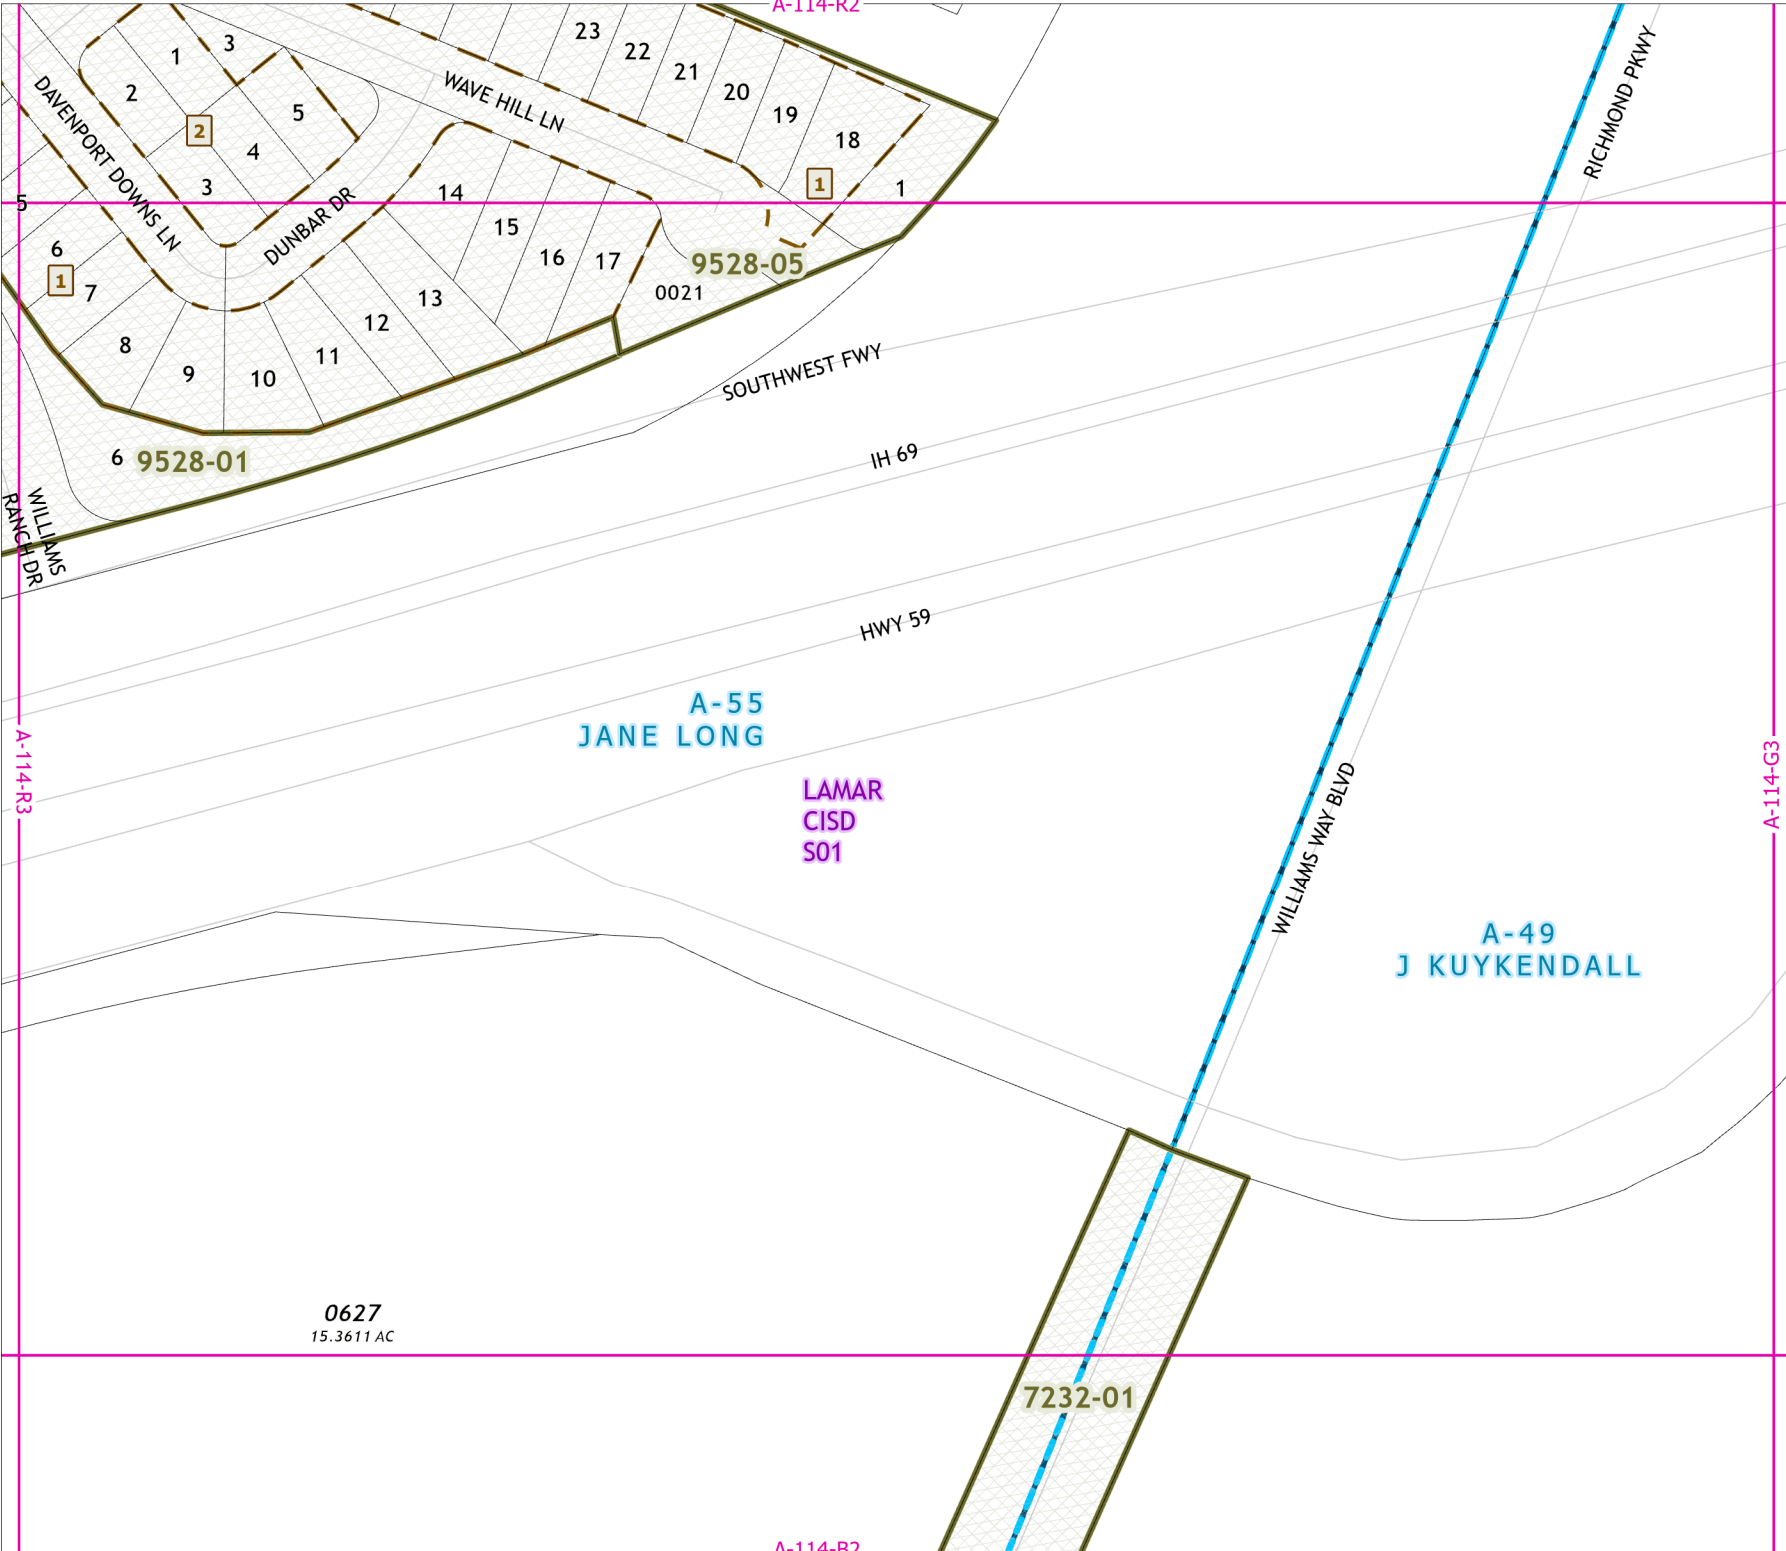 A-114-R2
23
22
21
20
19
18
1
1
3
1
2
5
2
4
3
WAVE HILL LN
DAVENPORT DOWNS LN
DUNBAR DR
14
15
16
17
9528-05
0021
5
6
1
7
8
9
10
11
12
13
6
9528-01
WILLIAMS
RANCH DR
SOUTHWEST FWY
IH 69
HWY 59
RICHMOND PKWY
A-55
JANE LONG
LAMAR
CISD
S01
A-114-R3
A-114-G3
WILLIAMS WAY BLVD
A-49
J KUYKENDALL
0627
15.3611 AC
7232-01
A-114-B2